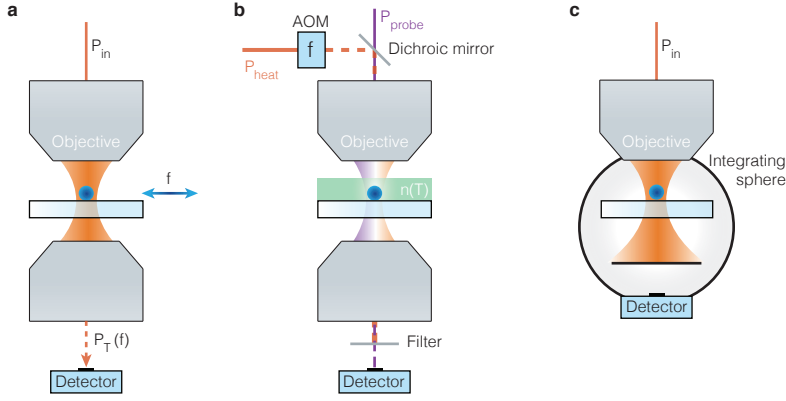 a
P_in
Objective
f
P_T (f)
Detector
b
AOM
f
P_heat
P_probe
Dichroic mirror
Objective
n(T)
Filter
Detector
c
P_in
Objective
Integrating
sphere
Detector